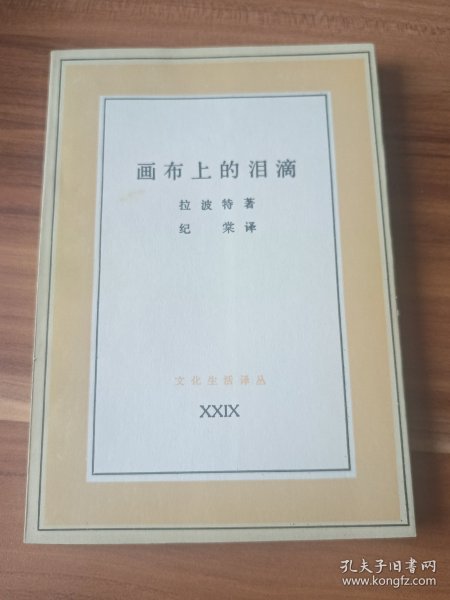 画布上的泪滴
拉波特著
纪棠译
文化生活译丛
XXIX
孔夫子旧书网
www.kongfz.com